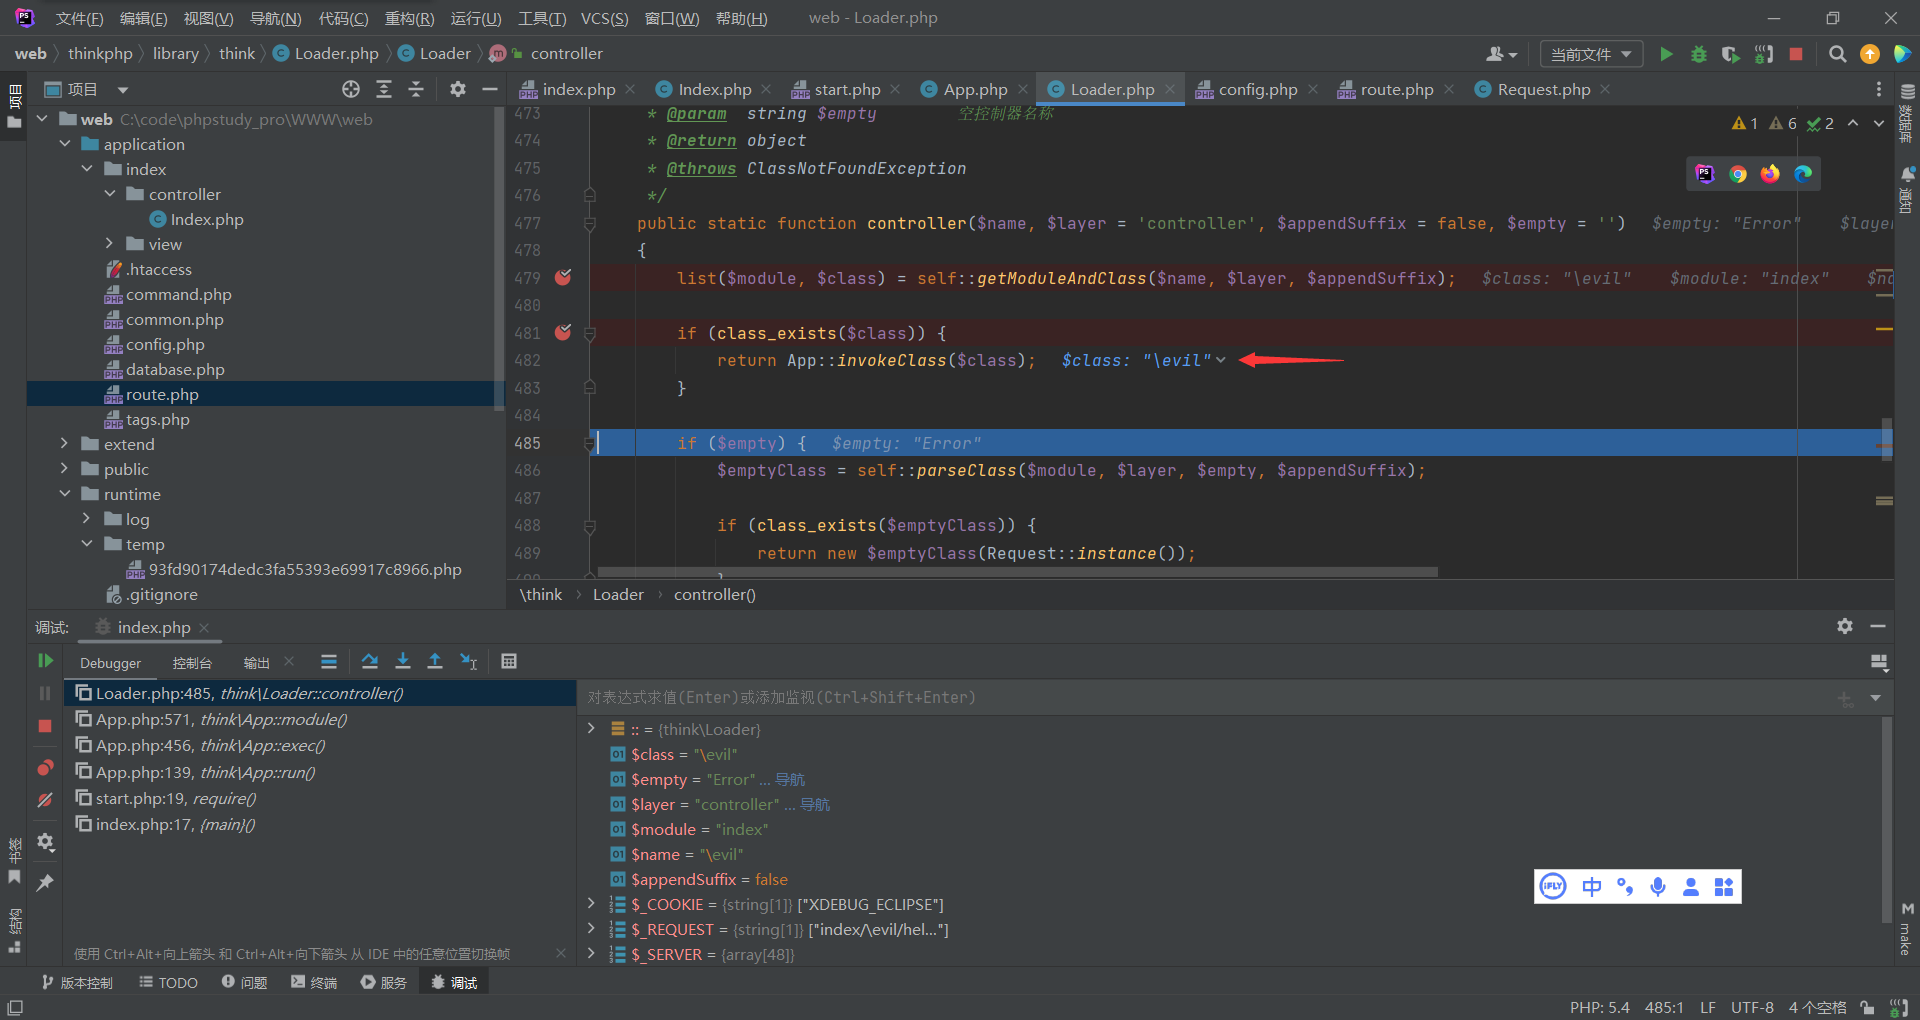 文件(F) 编辑(E) 视图(V) 导航(N) 代码(C) 重构(R) 运行(U) 工具(T) VCS(S) 窗口(W) 帮助(H) web - Loader.php
web thinkphp library think Loader.php Loader controller
当前文件
项目
index.php Index.php start.php App.php Loader.php config.php route.php Request.php
web C:\code\phpstudy_pro\WWW\web
application
index
controller
Index.php
view
.htaccess
command.php
common.php
config.php
database.php
route.php
tags.php
extend
public
runtime
log
temp
93fd90174dedc3fa55393e69917c8966.php
.gitignore
1 6 2
473 * @param string $empty 空控制器名称
474 * @return object
475 * @throws ClassNotFoundException
476 */
477 public static function controller($name, $layer = 'controller', $appendSuffix = false, $empty = '') $empty: "Error" $layer
478 {
479 list($module, $class) = self::getModuleAndClass($name, $layer, $appendSuffix); $class: "\evil" $module: "index" $na
480
481 if (class_exists($class)) {
482 return App::invokeClass($class); $class: "\evil"
483 }
484
485 if ($empty) { $empty: "Error"
486 $emptyClass = self::parseClass($module, $layer, $empty, $appendSuffix);
487
488 if (class_exists($emptyClass)) {
489 return new $emptyClass(Request::instance());
\think Loader controller()
项目
数据库
通知
调试: index.php
Debugger 控制台 输出
Loader.php:485, think\Loader::controller()
App.php:571, think\App::module()
App.php:456, think\App::exec()
App.php:139, think\App::run()
start.php:19, require()
index.php:17, {main}()
使用 Ctrl+Alt+向上箭头 和 Ctrl+Alt+向下箭头 从 IDE 中的任意位置切换帧
对表达式求值(Enter)或添加监视(Ctrl+Shift+Enter)
:: = {think\Loader}
$class = "\evil"
$empty = "Error" ... 导航
$layer = "controller" ... 导航
$module = "index"
$name = "\evil"
$appendSuffix = false
$_COOKIE = {string[1]} ["XDEBUG_ECLIPSE"]
$_REQUEST = {string[1]} ["index/\evil/hel..."]
$_SERVER = {array[48]}
iFLY 中
书签
结构
make
版本控制 TODO 问题 终端 服务 调试
PHP: 5.4 485:1 LF UTF-8 4 个空格